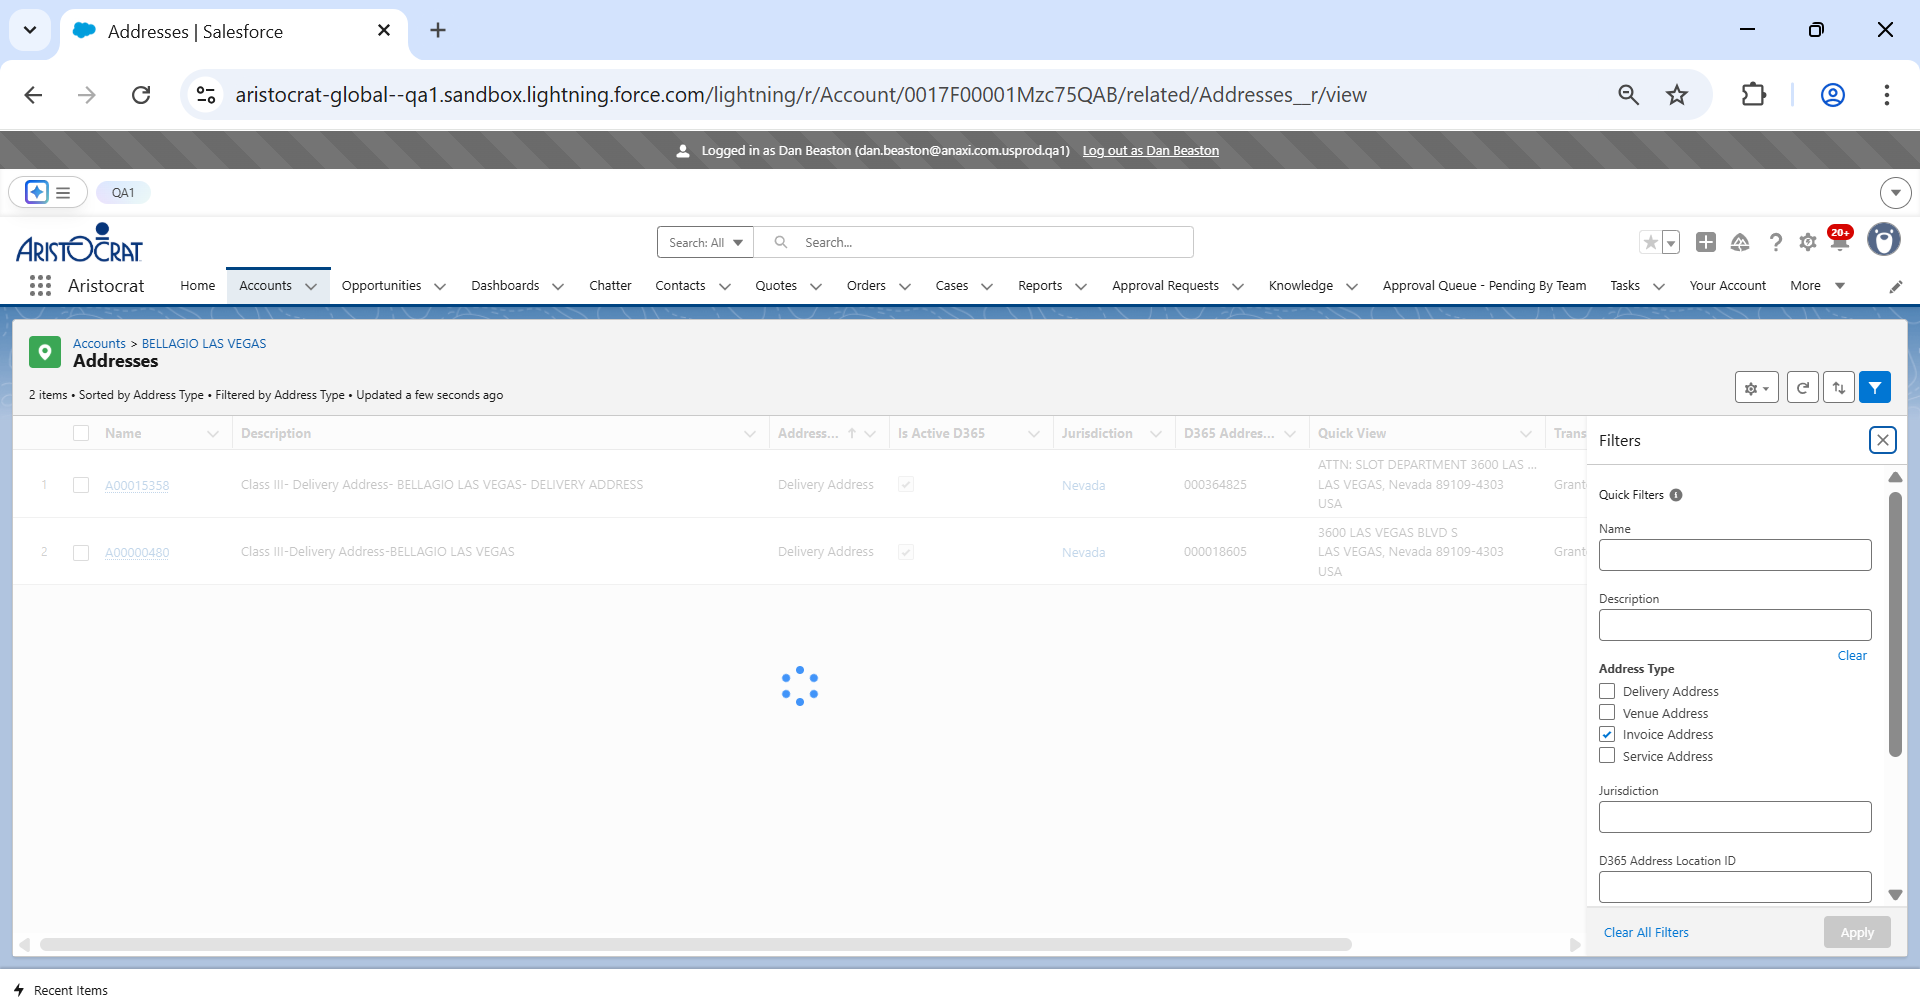 Addresses | Salesforce
aristocrat-global--qa1.sandbox.lightning.force.com/lightning/r/Account/0017F00001Mzc75QAB/related/Addresses__r/view
Logged in as Dan Beaston (dan.beaston@anaxi.com.usprod.qa1) Log out as Dan Beaston
QA1
ARISTOCRAT
Search: All
Search...
20+
Aristocrat
Home
Accounts
Opportunities
Dashboards
Chatter
Contacts
Quotes
Orders
Cases
Reports
Approval Requests
Knowledge
Approval Queue - Pending By Team
Tasks
Your Account
More
Accounts > BELLAGIO LAS VEGAS
Addresses
2 items • Sorted by Address Type • Filtered by Address Type • Updated a few seconds ago
Name
Description
Address...
Is Active D365
Jurisdiction
D365 Addres...
Quick View
Trans
1
A00015358
Class III- Delivery Address- BELLAGIO LAS VEGAS- DELIVERY ADDRESS
Delivery Address
Nevada
000364825
ATTN: SLOT DEPARTMENT 3600 LAS ...
LAS VEGAS, Nevada 89109-4303
USA
Grant
2
A00000480
Class III-Delivery Address-BELLAGIO LAS VEGAS
Delivery Address
Nevada
000018605
3600 LAS VEGAS BLVD S
LAS VEGAS, Nevada 89109-4303
USA
Grant
Filters
Quick Filters
Name
Description
Clear
Address Type
Delivery Address
Venue Address
Invoice Address
Service Address
Jurisdiction
D365 Address Location ID
Clear All Filters
Apply
Recent Items